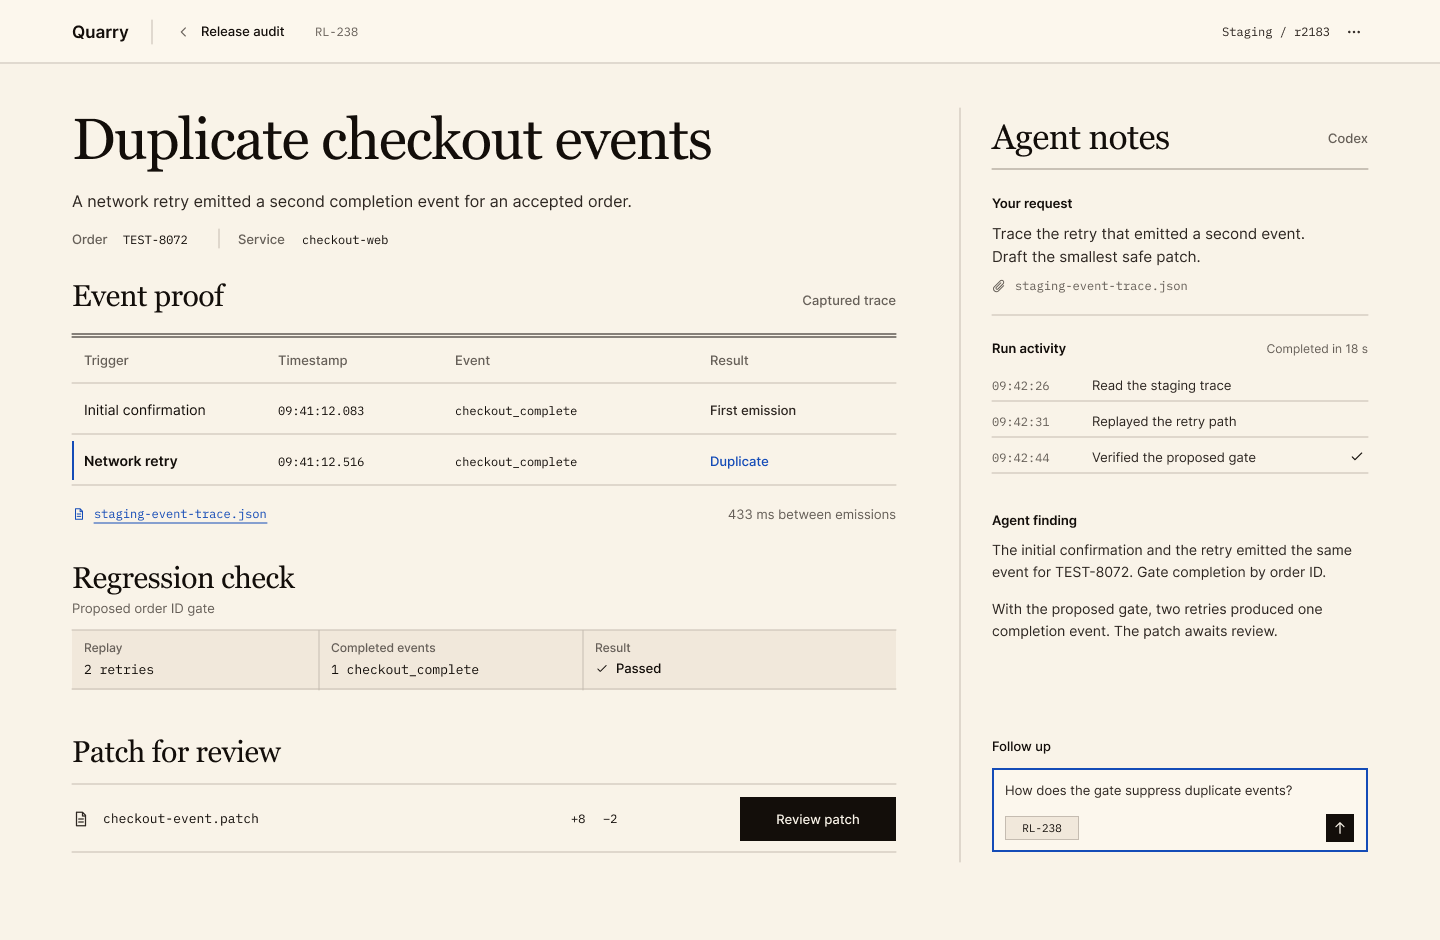 Quarry
Release audit
RL-238
Staging / r2183
Duplicate checkout events
A network retry emitted a second completion event for an accepted order.
Order TEST-8072
Service checkout-web
Event proof
Captured trace
Trigger Timestamp Event Result
Initial confirmation 09:41:12.083 checkout_complete First emission
Network retry 09:41:12.516 checkout_complete Duplicate
staging-event-trace.json
433 ms between emissions
Regression check
Proposed order ID gate
Replay Completed events Result
2 retries 1 checkout_complete Passed
Patch for review
checkout-event.patch +8 −2 Review patch
Agent notes
Codex
Your request
Trace the retry that emitted a second event.
Draft the smallest safe patch.
staging-event-trace.json
Run activity
Completed in 18 s
09:42:26 Read the staging trace
09:42:31 Replayed the retry path
09:42:44 Verified the proposed gate
Agent finding
The initial confirmation and the retry emitted the same
event for TEST-8072. Gate completion by order ID.
With the proposed gate, two retries produced one
completion event. The patch awaits review.
Follow up
How does the gate suppress duplicate events?
RL-238